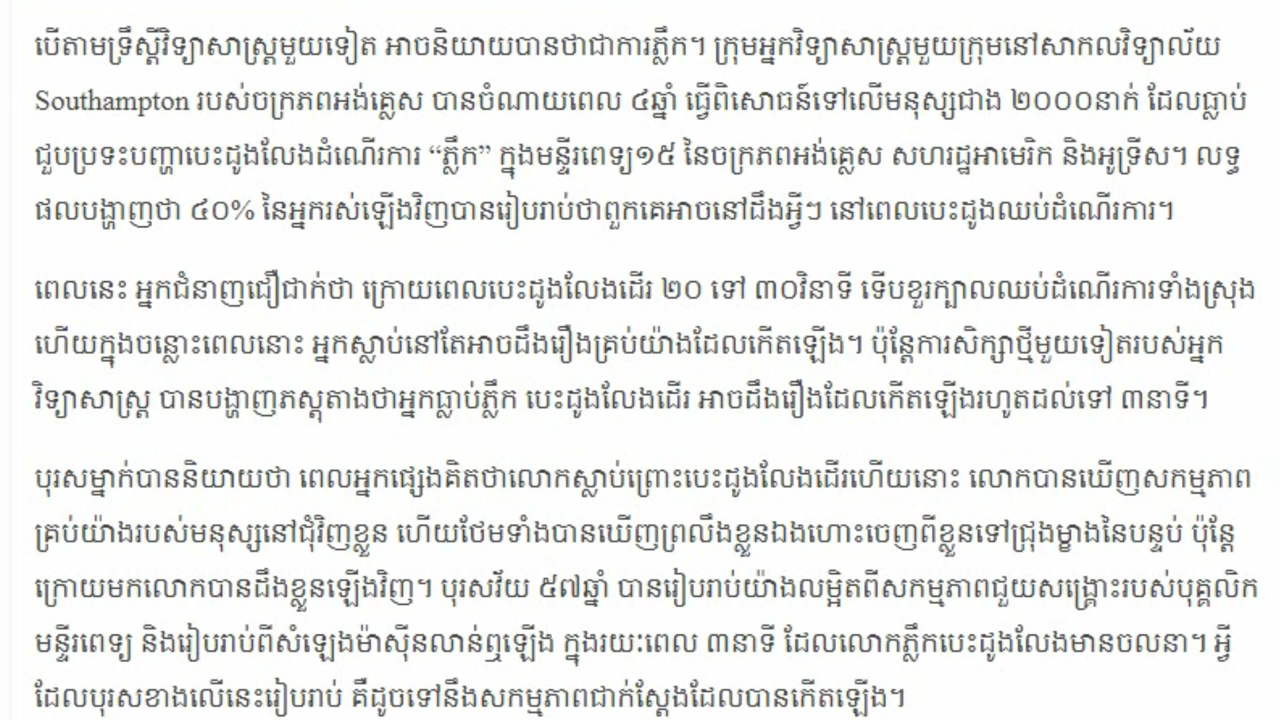 បើតាមទ្រឹស្តីវិទ្យាសាស្ត្រមួយទៀត អាចនិយាយបានថាជាការភ្លឹក។ ក្រុមអ្នកវិទ្យាសាស្ត្រមួយក្រុមនៅសាកលវិទ្យាល័យ
Southampton របស់ចក្រភពអង់គ្លេស បានចំណាយពេល ៤ឆ្នាំ ធ្វើពិសោធន៍ទៅលើមនុស្សជាង ២០០០នាក់ ដែលធ្លាប់
ជួបប្រទះបញ្ហាបេះដូងលែងដំណើរការ “ភ្លឹក” ក្នុងមន្ទីរពេទ្យ១៥ នៃចក្រភពអង់គ្លេស សហរដ្ឋអាមេរិក និងអូទ្រីស។ លទ្ធ
ផលបង្ហាញថា ៤០% នៃអ្នករស់ឡើងវិញបានរៀបរាប់ថាពួកគេអាចនៅដឹងអ្វីៗ នៅពេលបេះដូងឈប់ដំណើរការ។
ពេលនេះ អ្នកជំនាញជឿជាក់ថា ក្រោយពេលបេះដូងលែងដើរ ២០ ទៅ ៣០វិនាទី ទើបខួរក្បាលឈប់ដំណើរការទាំងស្រុង
ហើយក្នុងចន្លោះពេលនោះ អ្នកស្លាប់នៅតែអាចដឹងរឿងគ្រប់យ៉ាងដែលកើតឡើង។ ប៉ុន្តែការសិក្សាថ្មីមួយទៀតរបស់អ្នក
វិទ្យាសាស្ត្រ បានបង្ហាញភស្តុតាងថាអ្នកធ្លាប់ភ្លឹក បេះដូងលែងដើរ អាចដឹងរឿងដែលកើតឡើងរហូតដល់ទៅ ៣នាទី។
បុរសម្នាក់បាននិយាយថា ពេលអ្នកផ្សេងគិតថាលោកស្លាប់ព្រោះបេះដូងលែងដើរហើយនោះ លោកបានឃើញសកម្មភាព
គ្រប់យ៉ាងរបស់មនុស្សនៅជុំវិញខ្លួន ហើយថែមទាំងបានឃើញព្រលឹងខ្លួនឯងហោះចេញពីខ្លួនទៅជ្រុងម្ខាងនៃបន្ទប់ ប៉ុន្តែ
ក្រោយមកលោកបានដឹងខ្លួនឡើងវិញ។ បុរសវ័យ ៥៧ឆ្នាំ បានរៀបរាប់យ៉ាងលម្អិតពីសកម្មភាពជួយសង្គ្រោះរបស់បុគ្គលិក
មន្ទីរពេទ្យ និងរៀបរាប់ពីសំឡេងម៉ាស៊ីនលាន់ឮឡើង ក្នុងរយៈពេល ៣នាទី ដែលលោកភ្លឹកបេះដូងលែងមានចលនា។ អ្វី
ដែលបុរសខាងលើនេះរៀបរាប់ គឺដូចទៅនឹងសកម្មភាពជាក់ស្តែងដែលបានកើតឡើង។